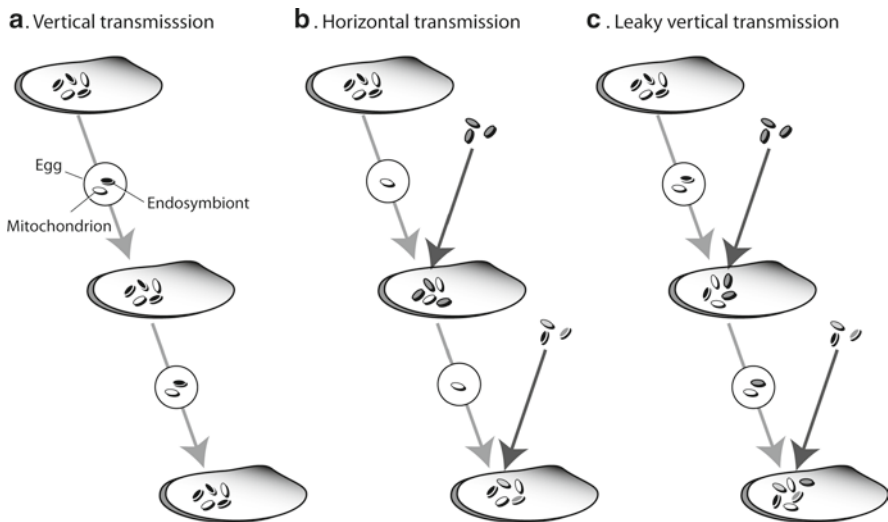 a. Vertical transmisssion
b. Horizontal transmission
c. Leaky vertical transmission
Egg
Endosymbiont
Mitochondrion